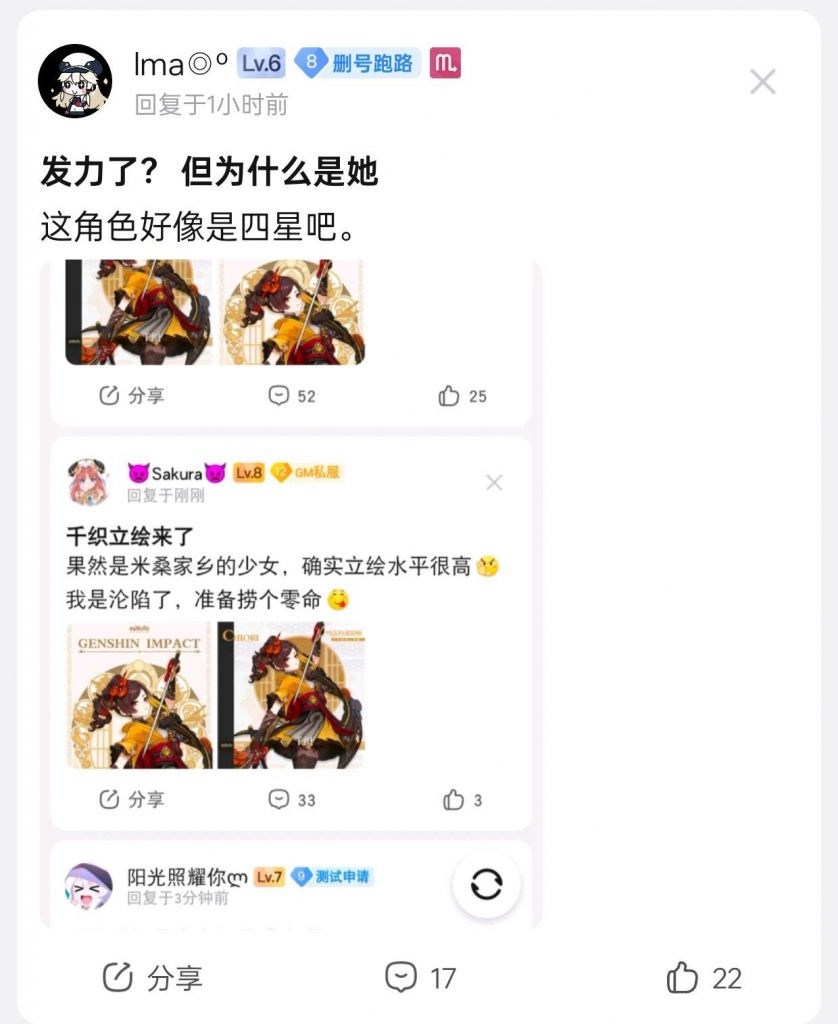 Ima◎º Lv.6 8 删号跑路 ♏
回复于1小时前
发力了？ 但为什么是她
这角色好像是四星吧。
分享 52 25
😈Sakura😈 Lv.8 12 GM私服
回复于刚刚
千织立绘来了
果然是米桑家乡的少女，确实立绘水平很高
我是沦陷了，准备捞个零命😋
miHoYo
GENSHIN IMPACT
CHIORI
分享 33 3
阳光照耀你ღ Lv.7 9 测试申请
回复于3分钟前
分享 17 22